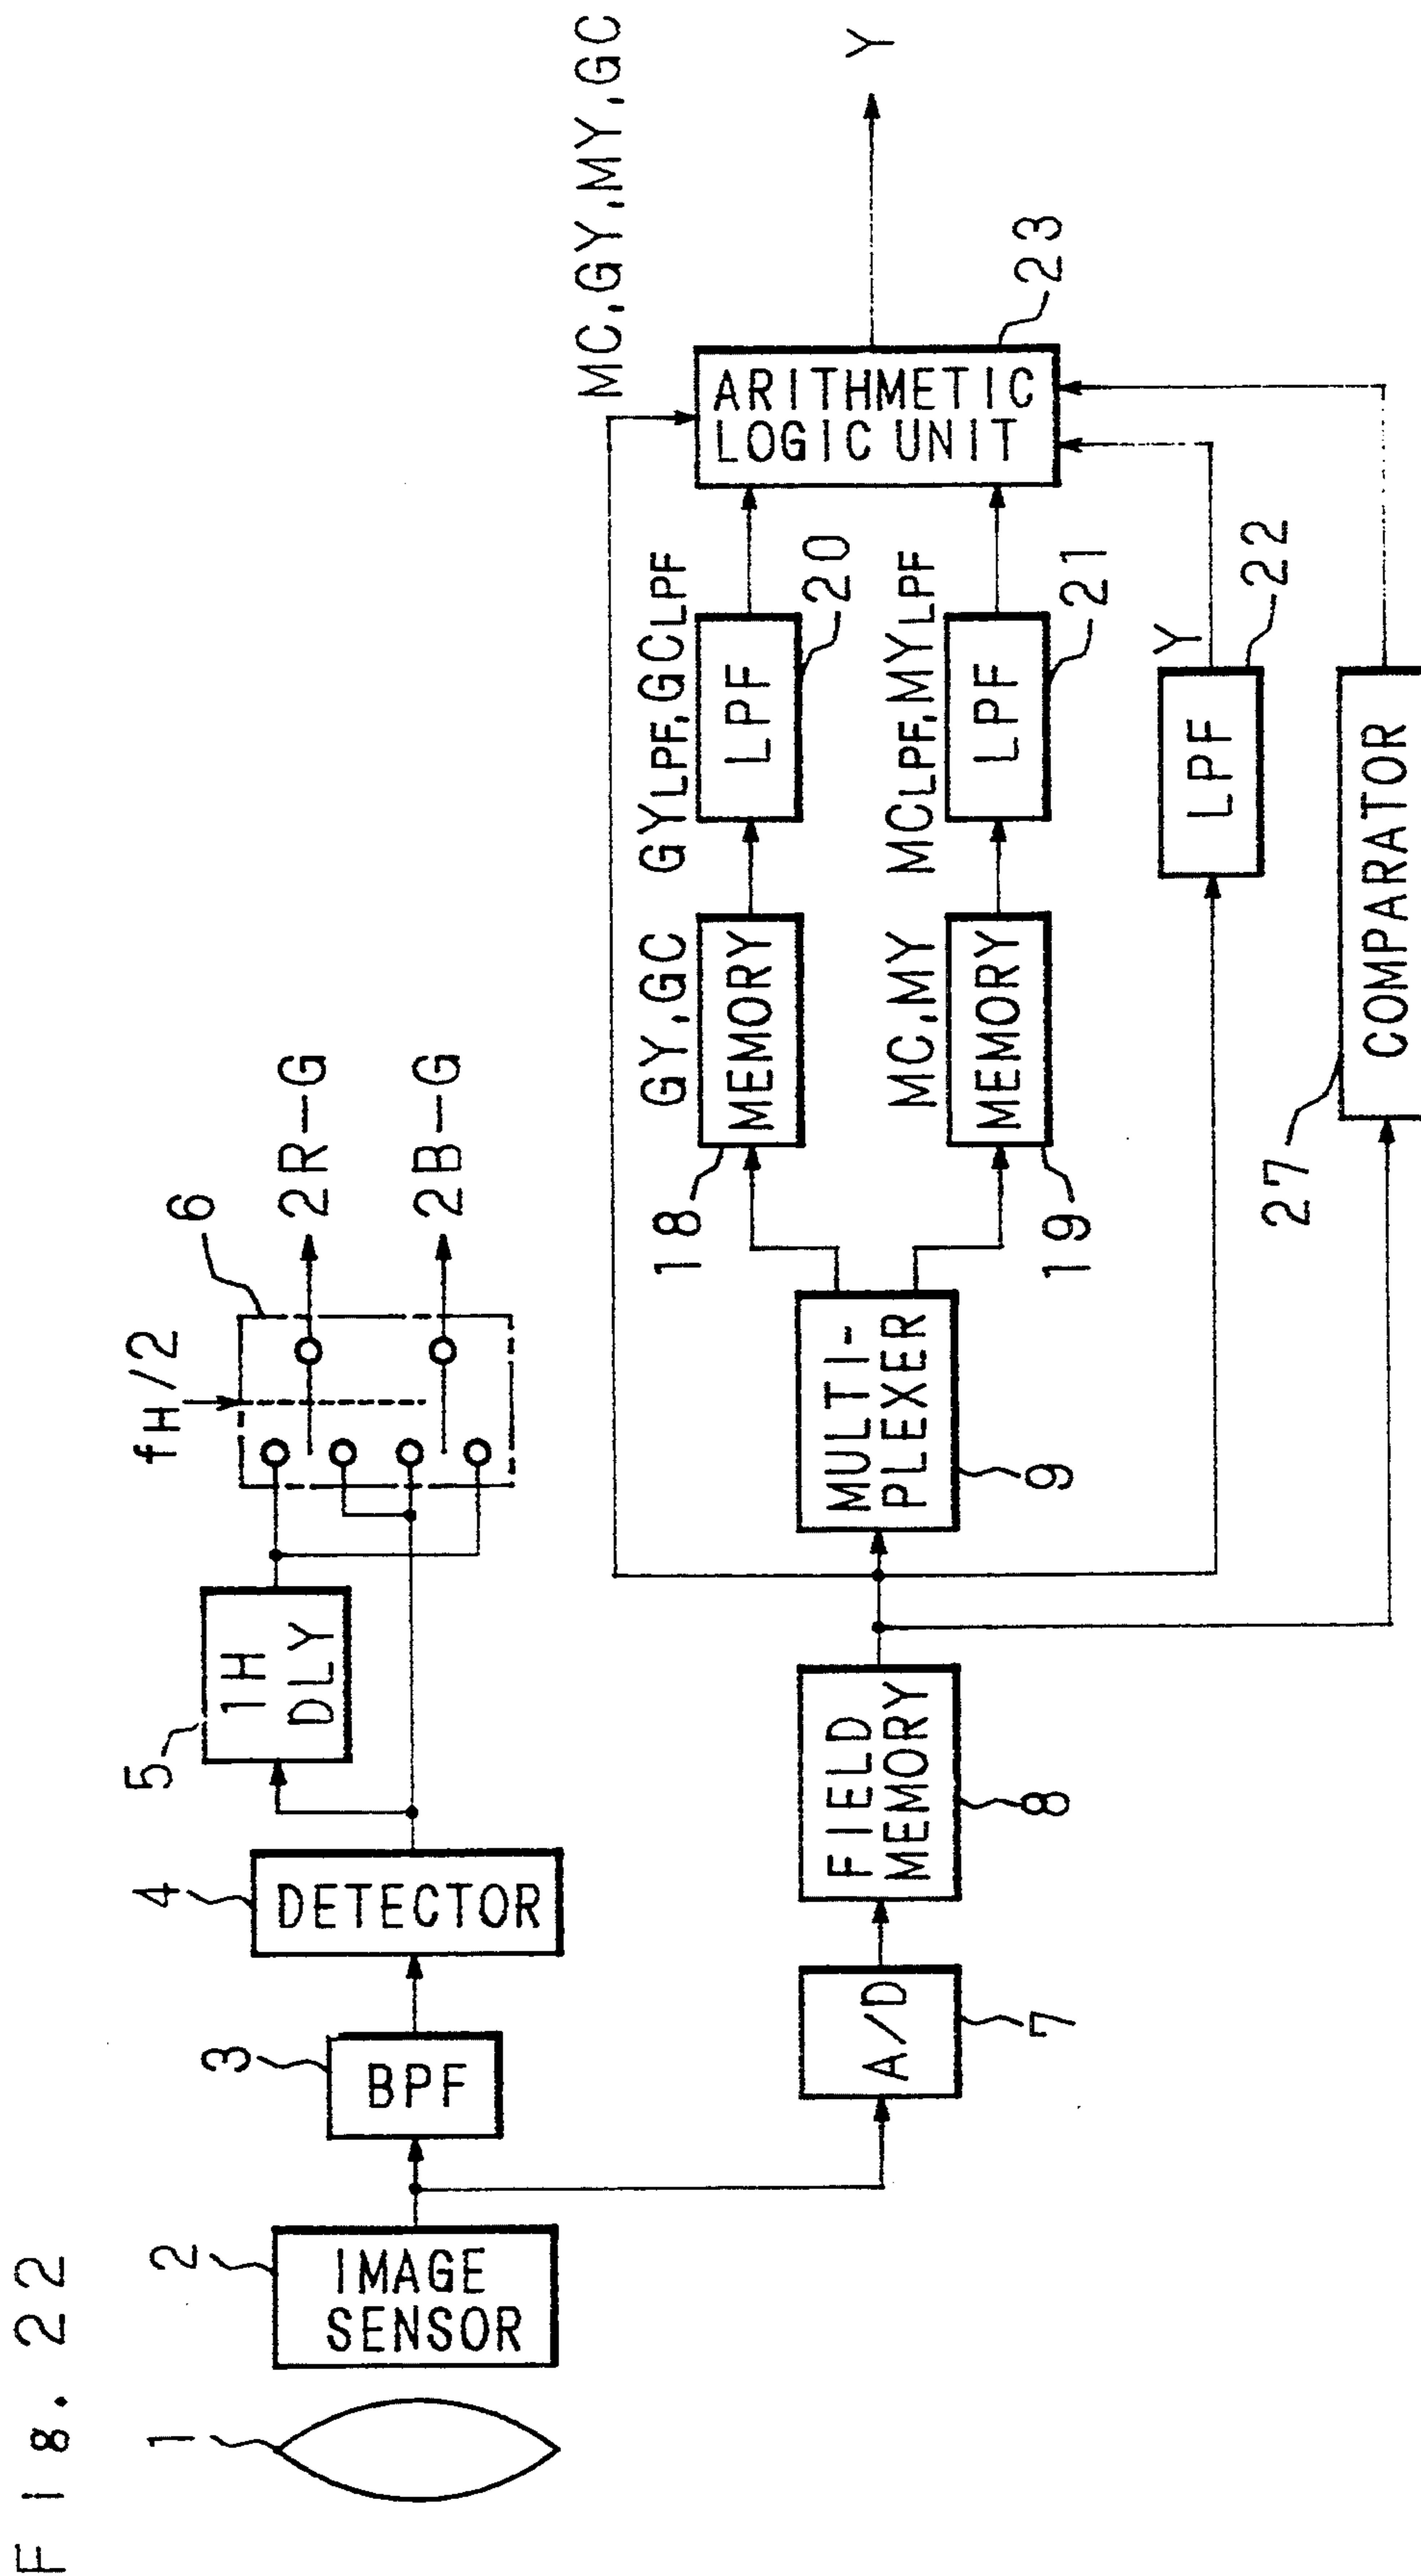 Fig. 22
1
2
IMAGE
SENSOR
3
BPF
4
DETECTOR
5
1H
DLY
fH/2
6
2R-G
2B-G
A/D
7
FIELD
MEMORY
8
MULTI-
PLEXER
9
18
MEMORY
GY,GC
19
MEMORY
MC,MY
GYLPF,GCLPF
LPF
20
MCLPF,MYLPF
LPF
21
LPF
22
Y
27
COMPARATOR
ARITHMETIC
LOGIC UNIT
23
MC,GY,MY,GC
Y